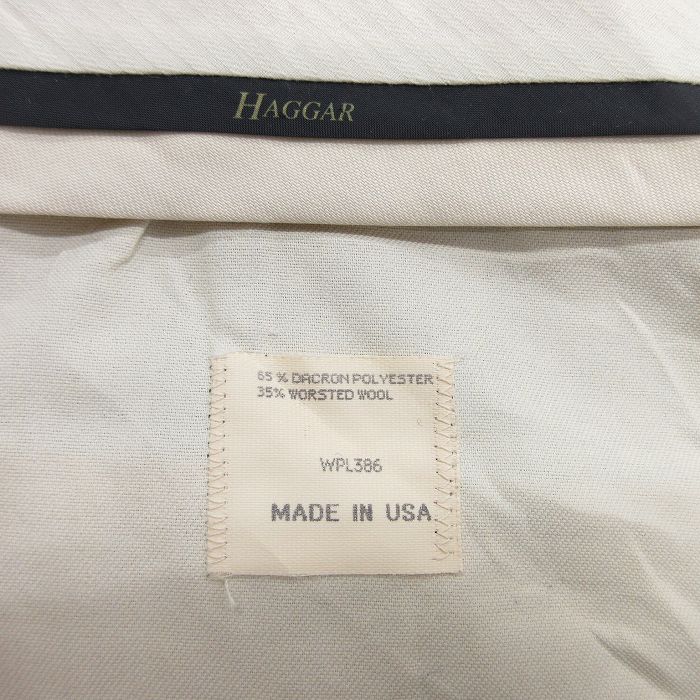 HAGGAR
65% DACRON POLYESTER
35% WORSTED WOOL
WPL386
MADE IN USA